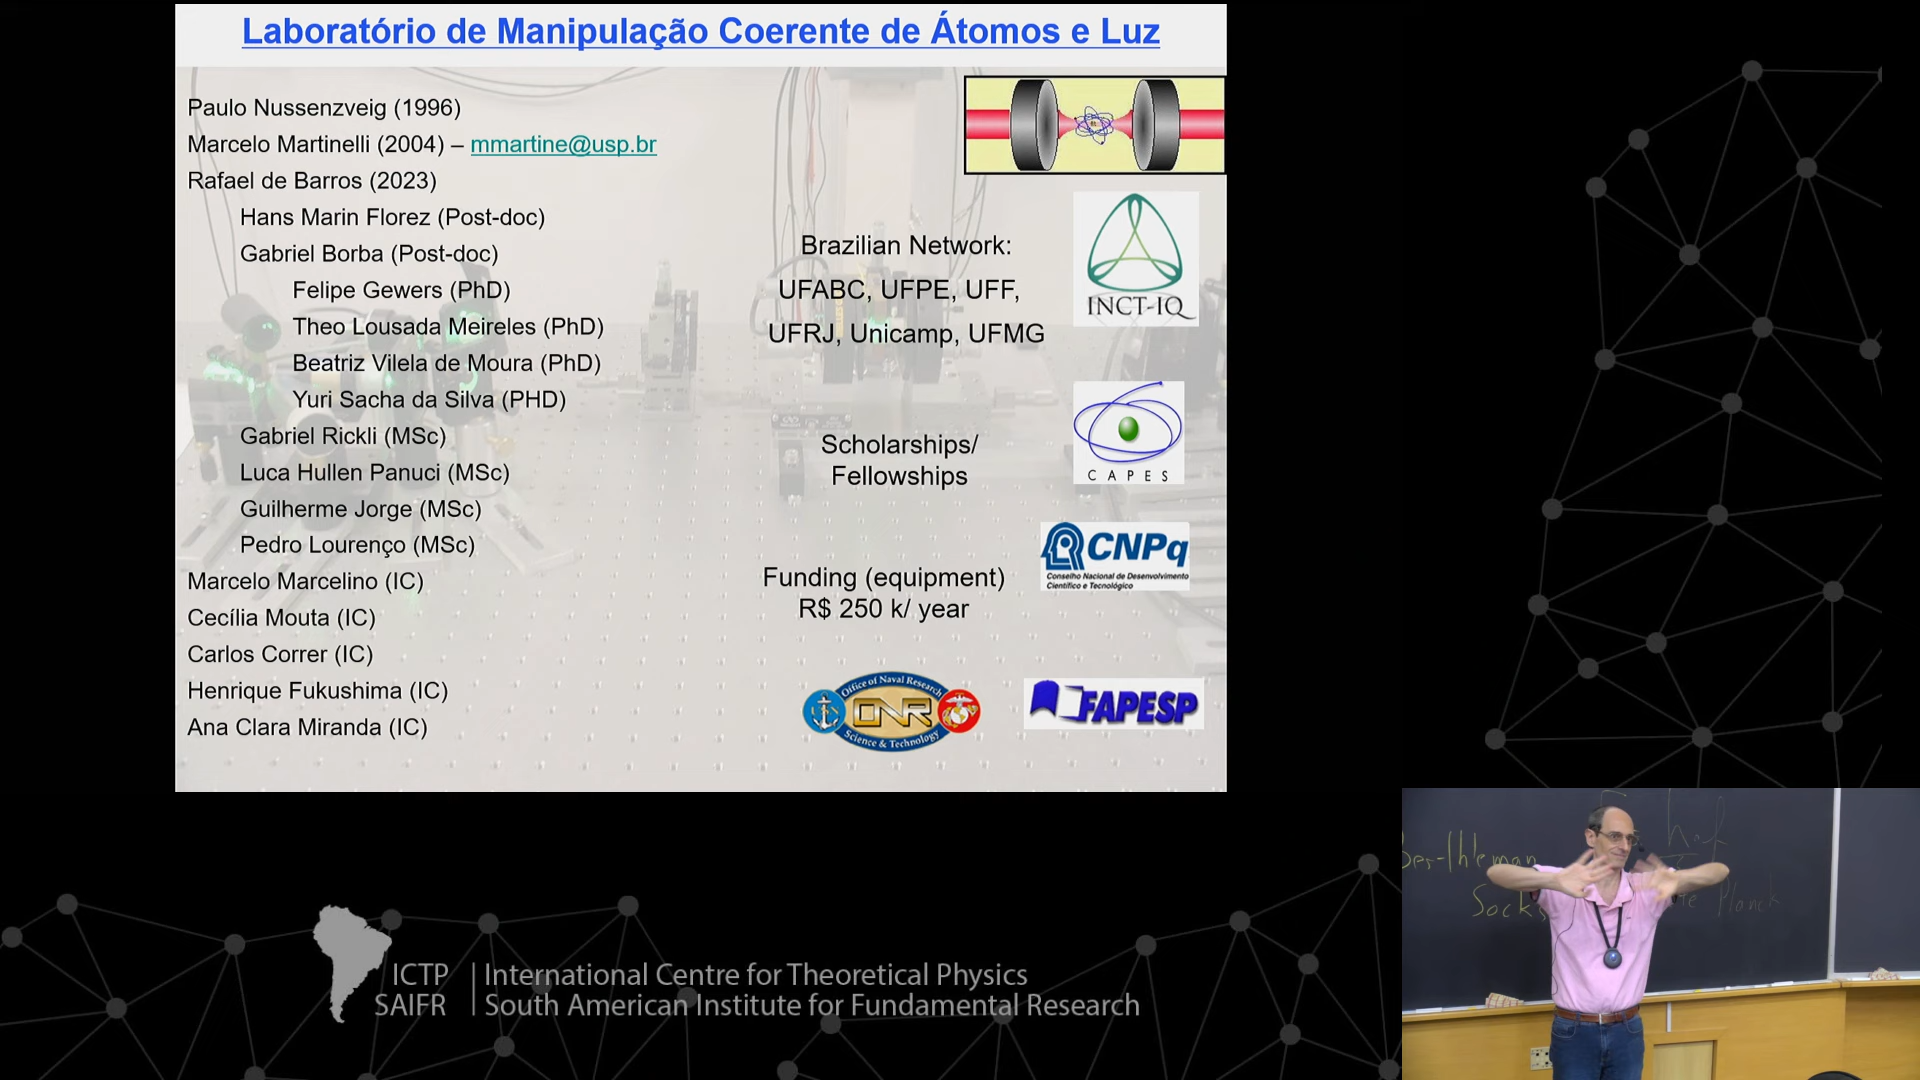 Laboratório de Manipulação Coerente de Átomos e Luz
Paulo Nussenzveig (1996)
Marcelo Martinelli (2004) – mmartine@usp.br
Rafael de Barros (2023)
Hans Marin Florez (Post-doc)
Gabriel Borba (Post-doc)
Felipe Gewers (PhD)
Theo Lousada Meireles (PhD)
Beatriz Vilela de Moura (PhD)
Yuri Sacha da Silva (PHD)
Gabriel Rickli (MSc)
Luca Hullen Panuci (MSc)
Guilherme Jorge (MSc)
Pedro Lourenço (MSc)
Marcelo Marcelino (IC)
Cecília Mouta (IC)
Carlos Correr (IC)
Henrique Fukushima (IC)
Ana Clara Miranda (IC)
Brazilian Network:
UFABC, UFPE, UFF,
UFRJ, Unicamp, UFMG
INCT-IQ
Scholarships/
Fellowships
CAPES
Funding (equipment)
R$ 250 k/ year
CNPq
Conselho Nacional de Desenvolvimento
Científico e Tecnológico
Office of Naval Research
ONR
Science & Technology
FAPESP
Socks
Planck
ICTP | International Centre for Theoretical Physics
SAIFR | South American Institute for Fundamental Research